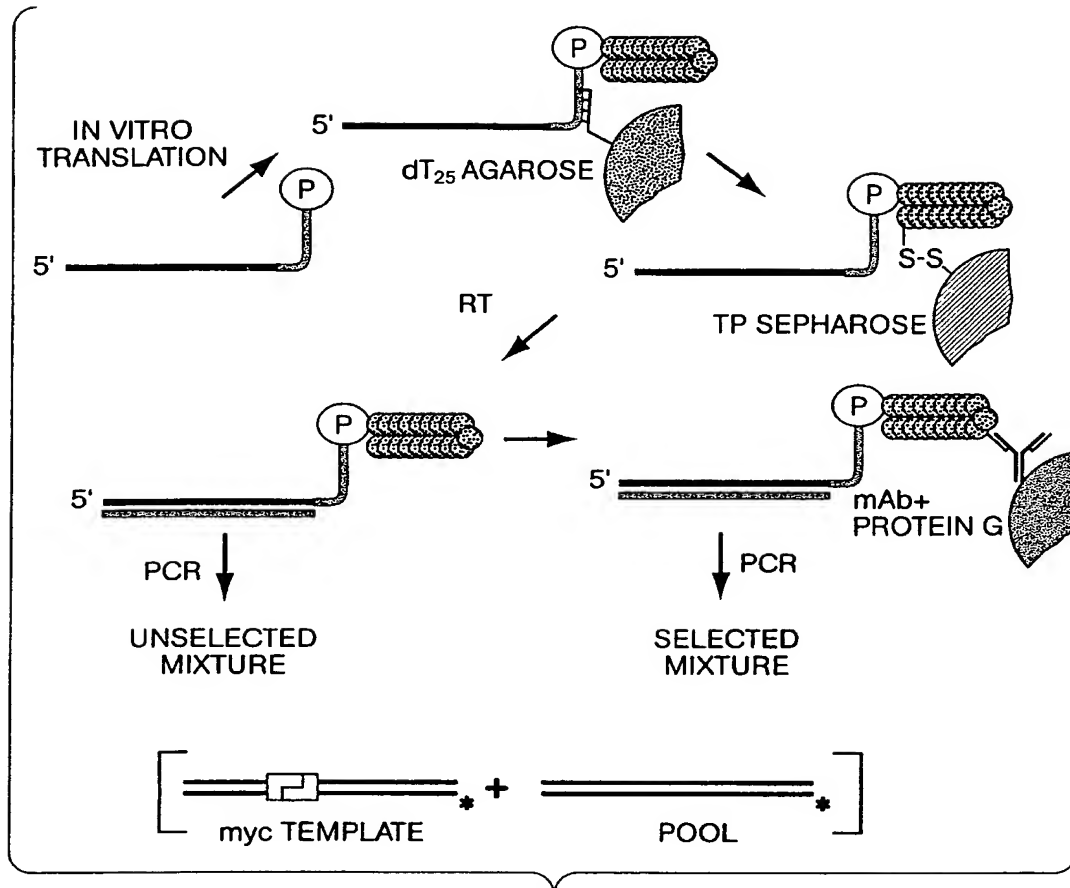 P
5'
IN VITRO
TRANSLATION
dT₂₅ AGAROSE
P
5'
P
5'
S-S
TP SEPHAROSE
RT
P
5'
P
5'
mAb+
PROTEIN G
PCR
UNSELECTED
MIXTURE
PCR
SELECTED
MIXTURE
* + *
myc TEMPLATE
POOL